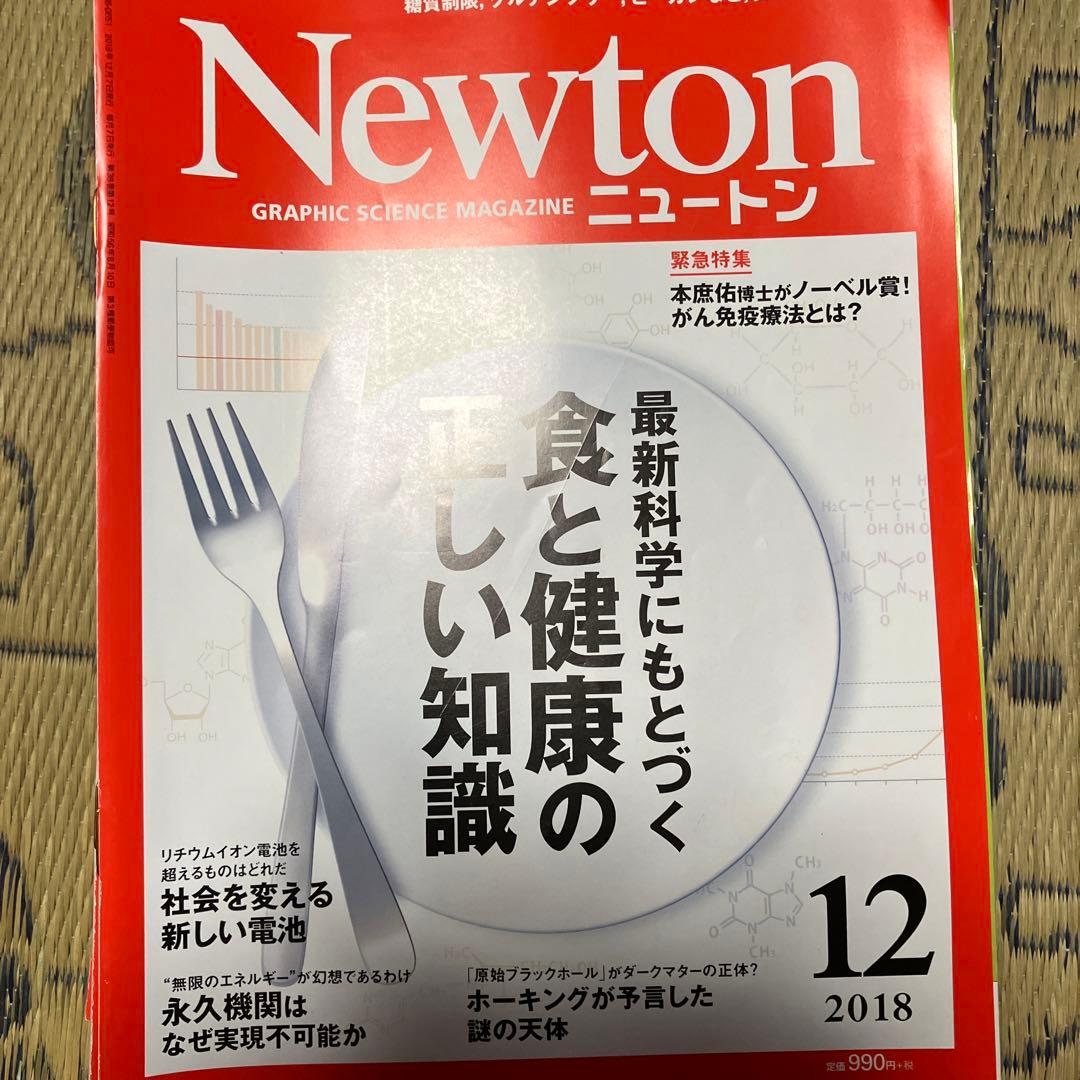 Newton
GRAPHIC SCIENCE MAGAZINE ニュートン
緊急特集
本庶佑博士がノーベル賞!
がん免疫療法とは?
最新科学にもとづく
食と健康の
正しい知識
リチウムイオン電池を
超えるものはどれだ
社会を変える
新しい電池
“無限のエネルギー”が幻想であるわけ
永久機関は
なぜ実現不可能か
「原始ブラックホール」がダークマターの正体?
ホーキングが予言した
謎の天体
12
2018
定価 990円+税